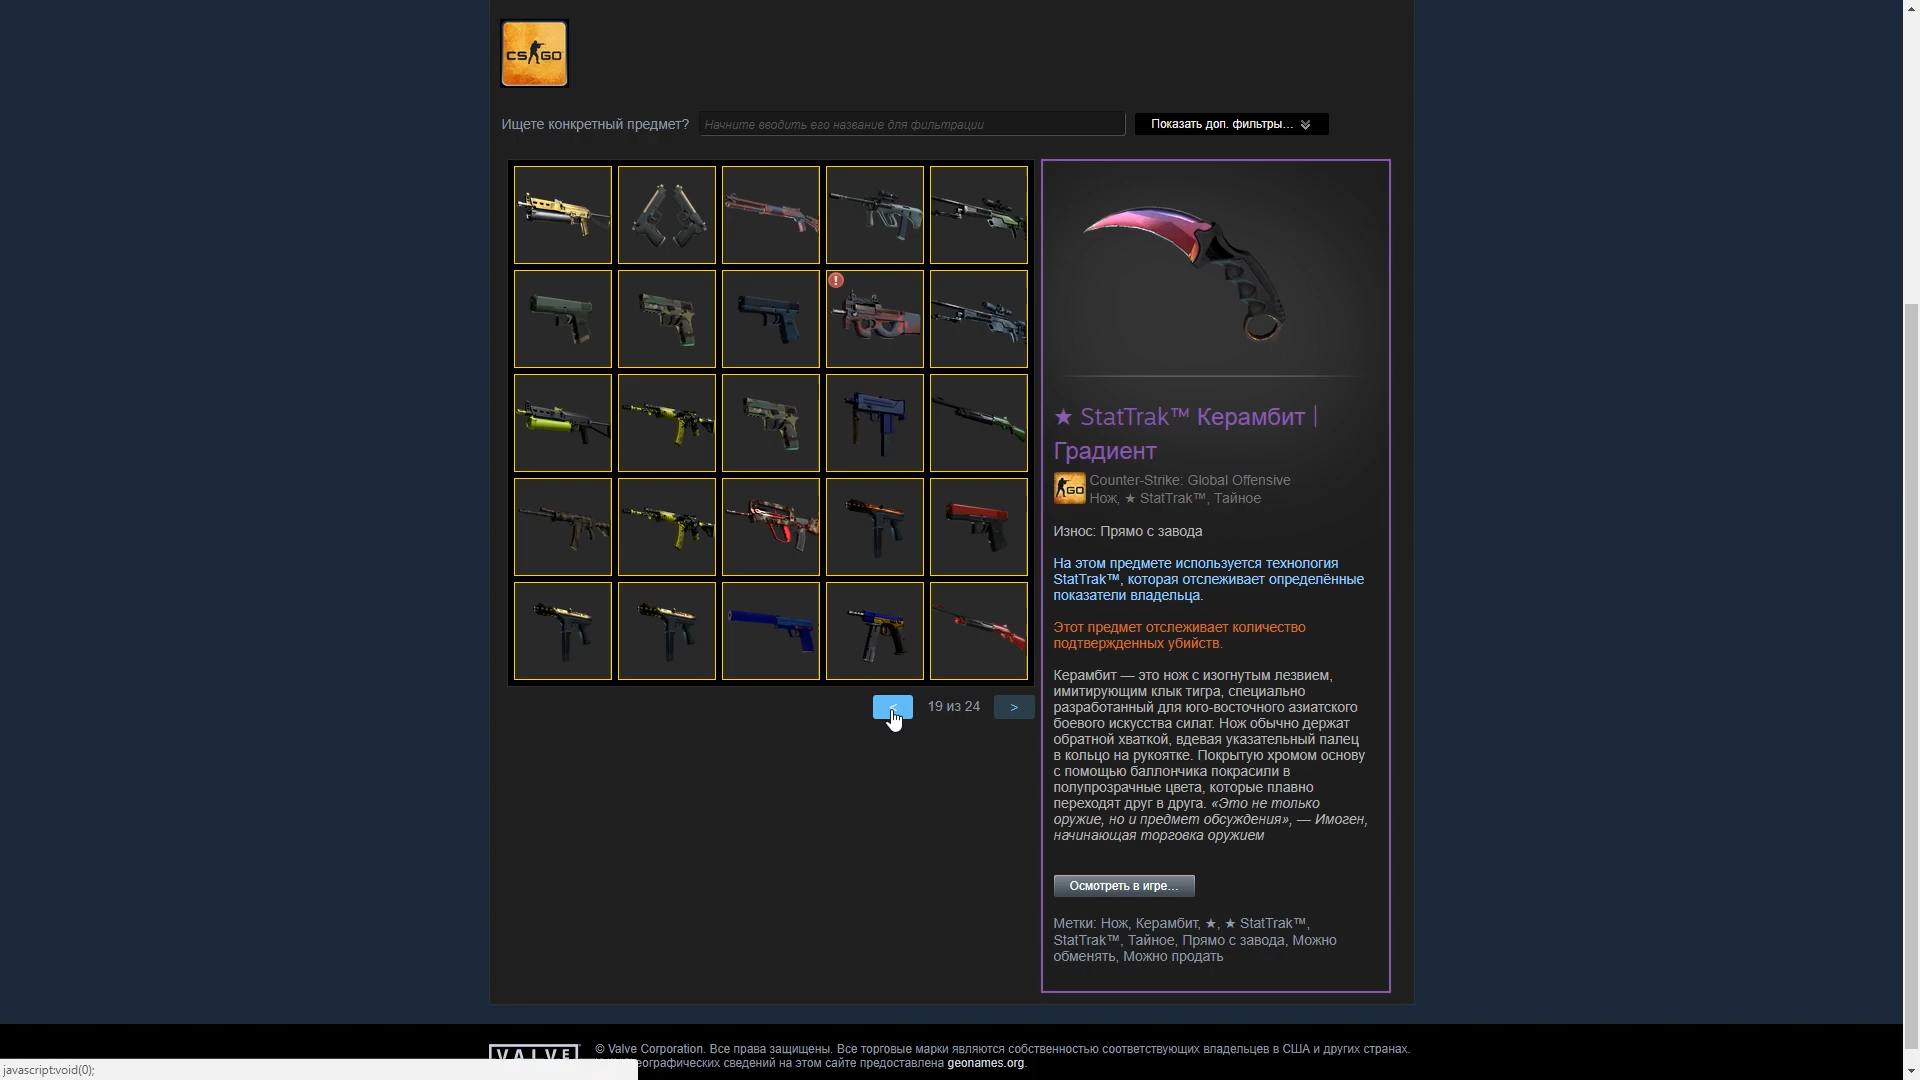 CS GO
Ищете конкретный предмет?
Начните вводить его название для фильтрации
Показать доп. фильтры...
!
★ StatTrak™ Керамбит |
Градиент
GO
Counter-Strike: Global Offensive
Нож, ★ StatTrak™, Тайное
Износ: Прямо с завода
На этом предмете используется технология
StatTrak™, которая отслеживает определённые
показатели владельца.
Этот предмет отслеживает количество
подтвержденных убийств.
Керамбит — это нож с изогнутым лезвием,
имитирующим клык тигра, специально
разработанный для юго-восточного азиатского
боевого искусства силат. Нож обычно держат
обратной хваткой, вдевая указательный палец
в кольцо на рукоятке. Покрытую хромом основу
с помощью баллончика покрасили в
полупрозрачные цвета, которые плавно
переходят друг в друга. «Это не только
оружие, но и предмет обсуждения», — Имоген,
начинающая торговка оружием
Осмотреть в игре...
Метки: Нож, Керамбит, ★, ★ StatTrak™,
StatTrak™, Тайное, Прямо с завода, Можно
обменять, Можно продать
< 19 из 24 >
VALVE
© Valve Corporation. Все права защищены. Все торговые марки являются собственностью соответствующих владельцев в США и других странах.
еографических сведений на этом сайте предоставлена geonames.org.
javascript:void(0);